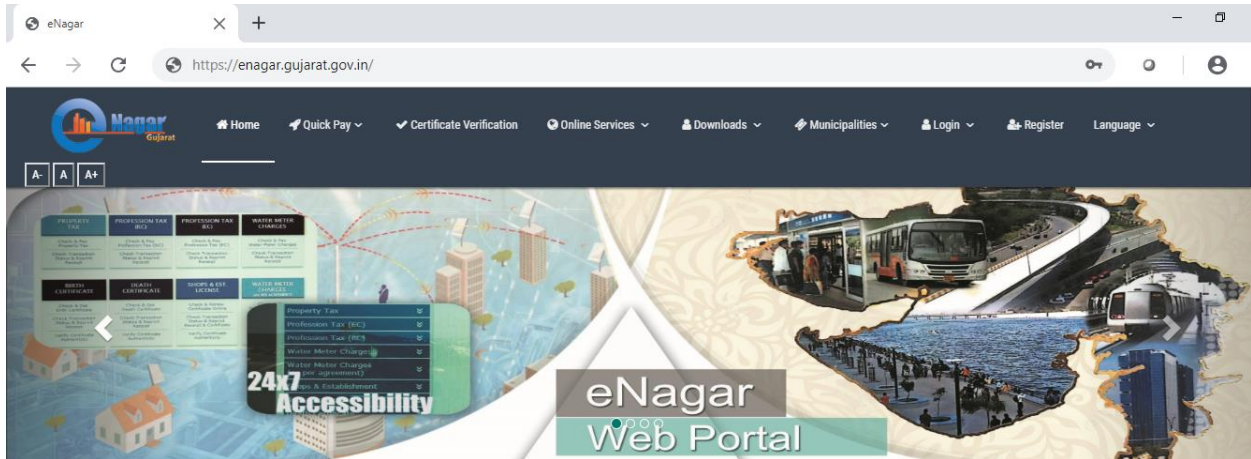 eNagar
https://enagar.gujarat.gov.in/
Nagar
Gujarat
Home Quick Pay Certificate Verification Online Services Downloads Municipalities Login Register Language
A- A A+
PROPERTY TAX
PROFESSION TAX (RC)
PROFESSION TAX (EC)
WATER METER CHARGES
BIRTH CERTIFICATE
DEATH CERTIFICATE
SHOPS & EST. LICENSE
WATER METER CHARGES
Property Tax
Profession Tax (EC)
Profession Tax (RC)
Water Meter Charges
Water Meter Charges
per agreement)
& Establishment
24x7
Accessibility
eNagar
Web Portal